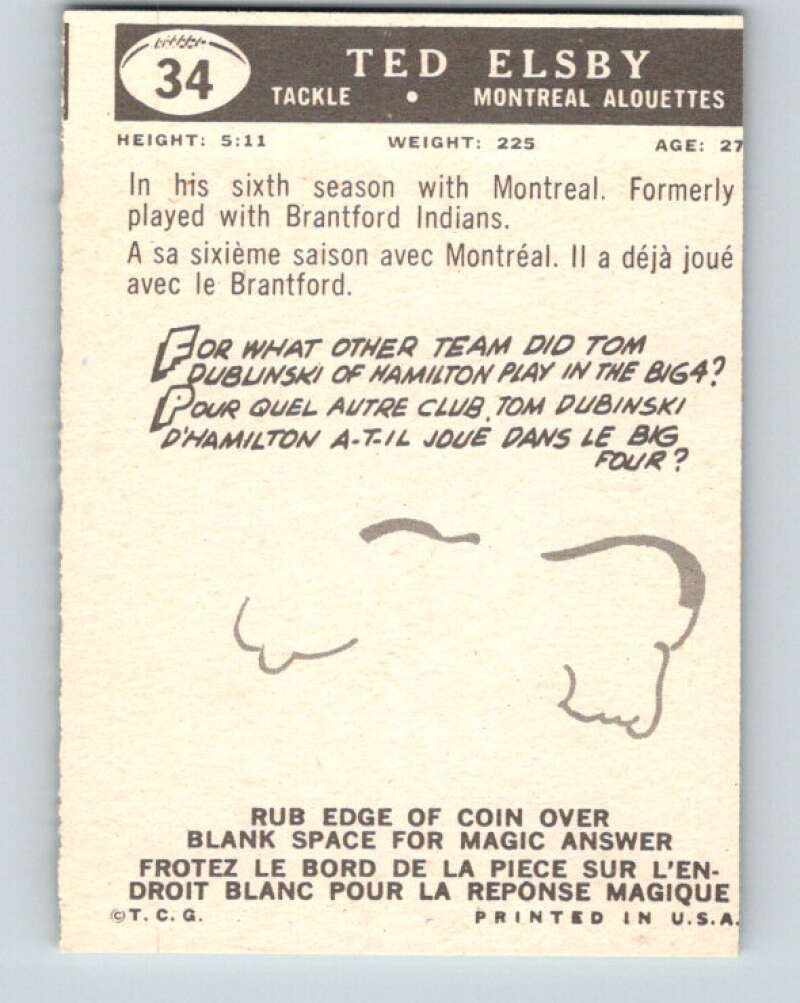 34
TED ELSBY
TACKLE • MONTREAL ALOUETTES
HEIGHT: 5:11 WEIGHT: 225 AGE: 27
In his sixth season with Montreal. Formerly
played with Brantford Indians.
A sa sixième saison avec Montréal. Il a déjà joué
avec le Brantford.
FOR WHAT OTHER TEAM DID TOM
DUBLINSKI OF HAMILTON PLAY IN THE BIG4?
POUR QUEL AUTRE CLUB, TOM DUBINSKI
D'HAMILTON A-T-IL JOUÉ DANS LE BIG
FOUR?
RUB EDGE OF COIN OVER
BLANK SPACE FOR MAGIC ANSWER
FROTEZ LE BORD DE LA PIECE SUR L'EN-
DROIT BLANC POUR LA REPONSE MAGIQUE
©T.C.G. PRINTED IN U.S.A.